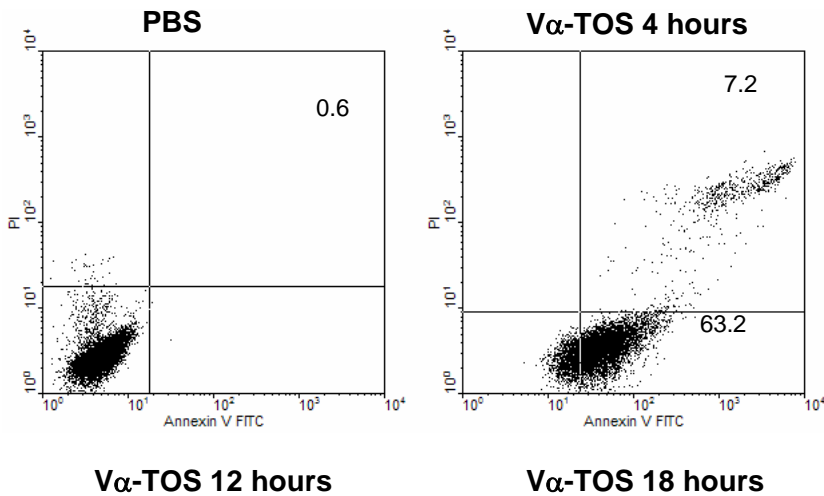 PBS
Vα-TOS 4 hours
10⁴
10³
10²
10¹
10⁰
PI
0.6
10⁰ 10¹ 10² 10³ 10⁴
Annexin V FITC
10⁴
10³
10²
10¹
10⁰
PI
7.2
63.2
10⁰ 10¹ 10² 10³ 10⁴
Annexin V FITC
Vα-TOS 12 hours
Vα-TOS 18 hours